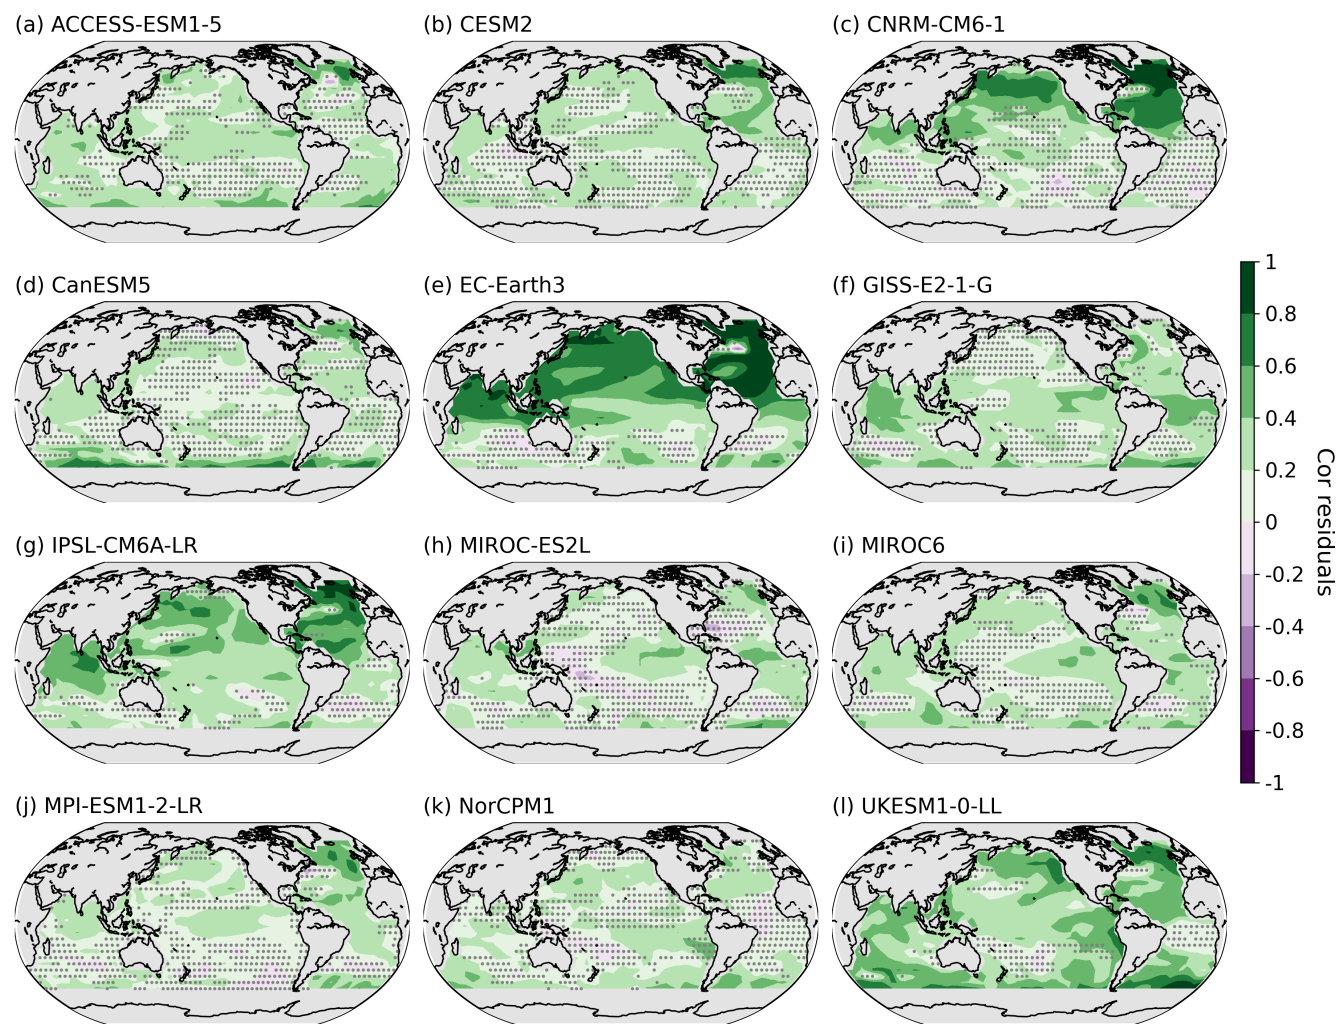 (a) ACCESS-ESM1-5
(b) CESM2
(c) CNRM-CM6-1
(d) CanESM5
(e) EC-Earth3
(f) GISS-E2-1-G
(g) IPSL-CM6A-LR
(h) MIROC-ES2L
(i) MIROC6
(j) MPI-ESM1-2-LR
(k) NorCPM1
(l) UKESM1-0-LL
1
0.8
0.6
0.4
0.2
0
-0.2
-0.4
-0.6
-0.8
-1
Cor residuals